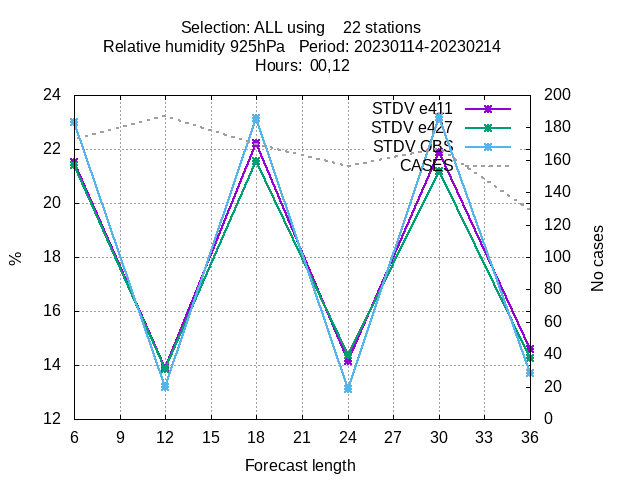 Selection: ALL using    22 stations
Relative humidity 925hPa   Period: 20230114-20230214
Hours:  00,12
24
22
20
18
16
14
12
200
180
160
140
120
100
80
60
40
20
0
STDV e411
STDV e427
STDV OBS
CASES
%
No cases
6 9 12 15 18 21 24 27 30 33 36
Forecast length